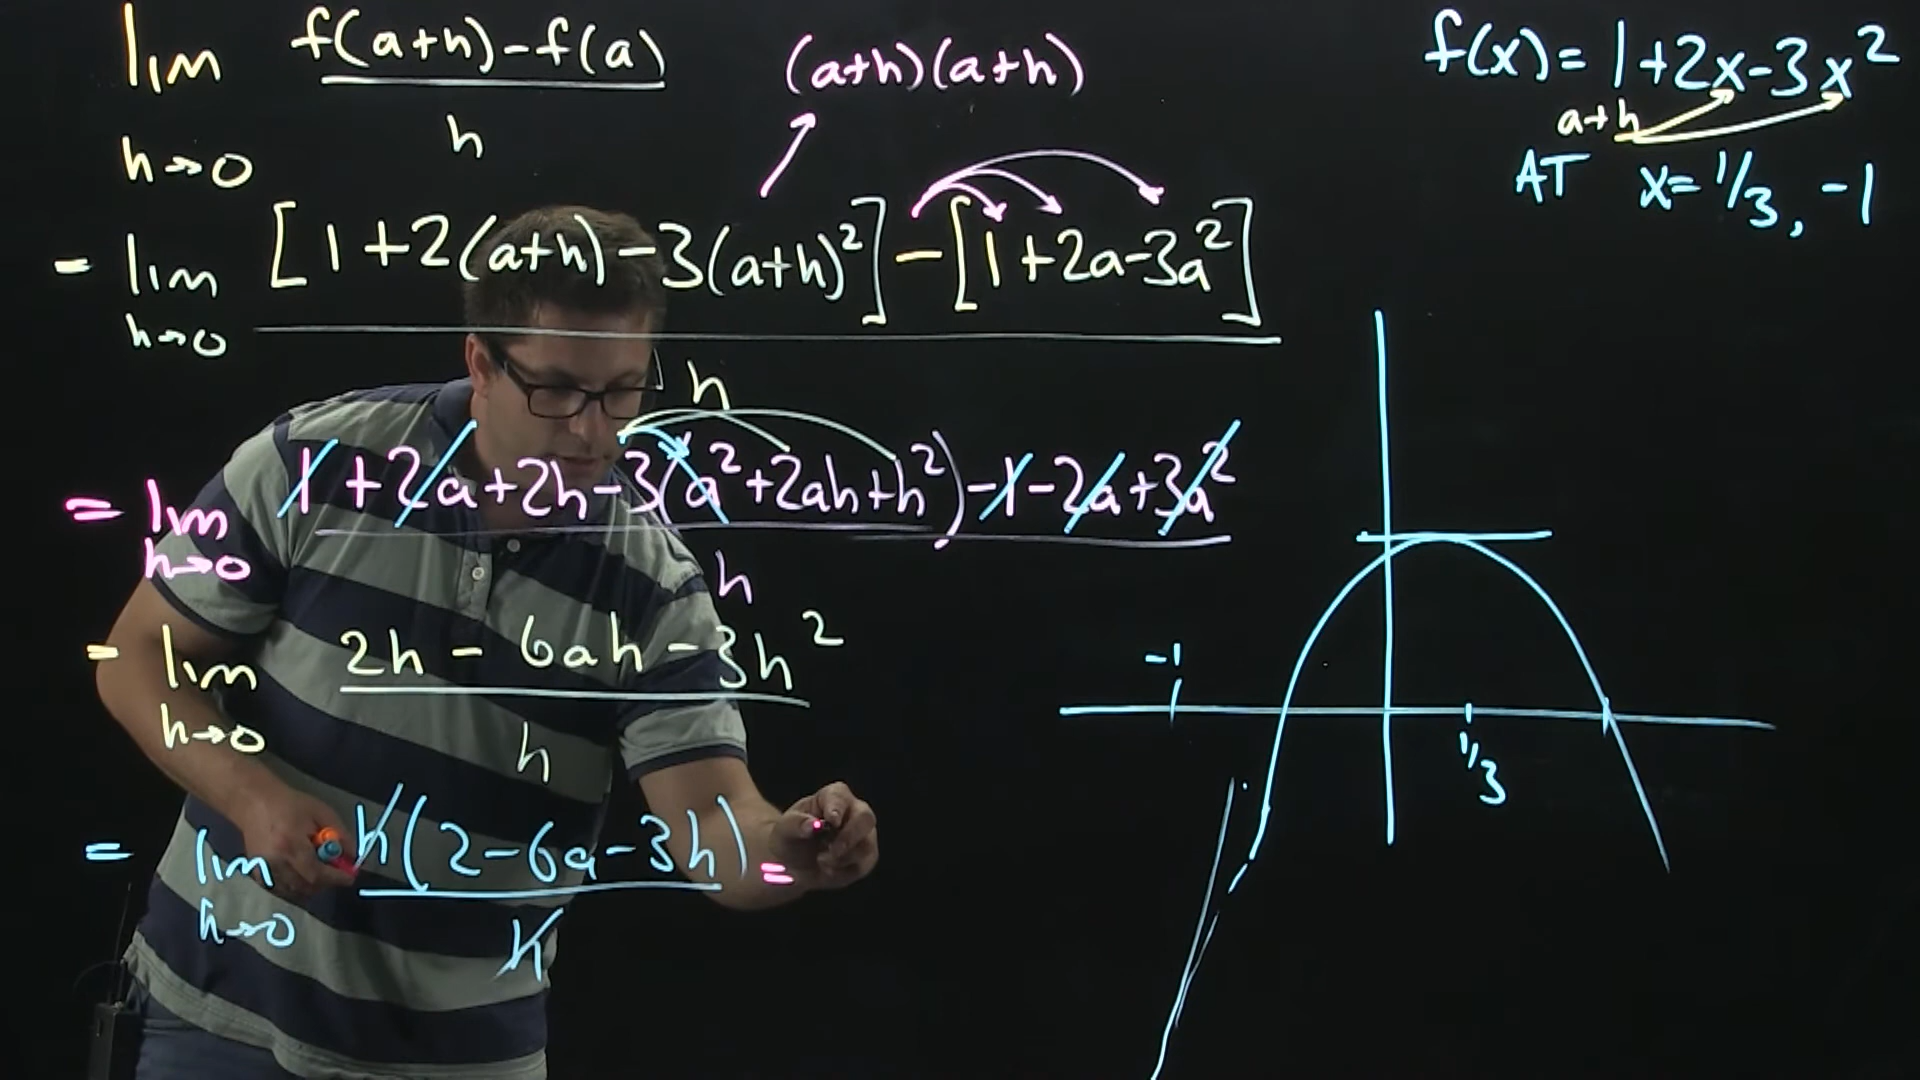 lim f(a+h)-f(a)
h→0 h
(a+h)(a+h)
f(x)=1+2x-3x²
a+h
AT x=1/3, -1
= lim [1+2(a+h)-3(a+h)²]-[1+2a-3a²]
h→0 h
= lim 1+2a+2h-3(a²+2ah+h²)-1-2a+3a²
h→0 h
= lim 2h-6ah-3h²
h→0 h
= lim h(2-6a-3h) =
h→0 h
-1
1/3